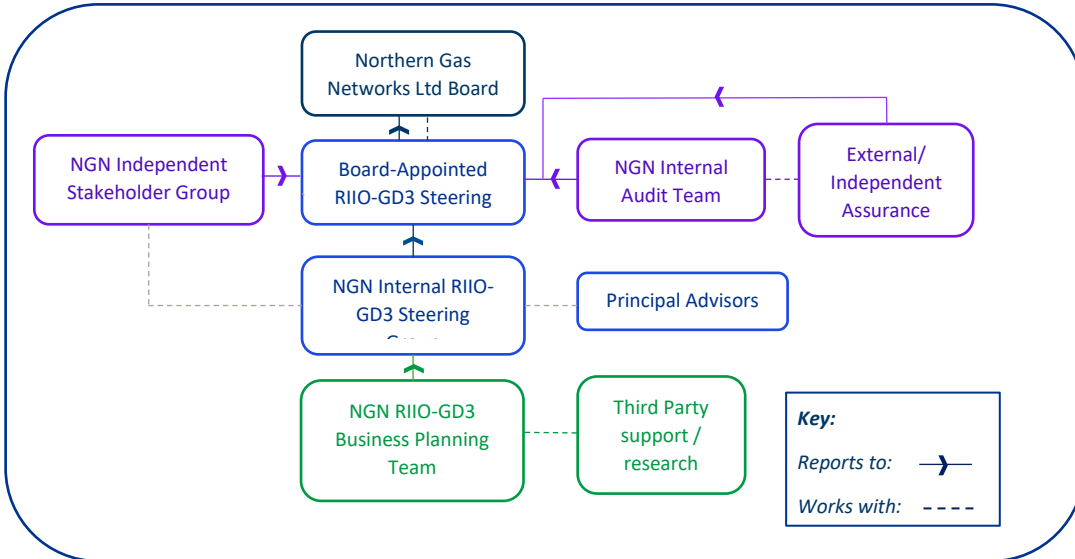 Northern Gas
Networks Ltd Board
NGN Independent
Stakeholder Group
Board-Appointed
RIIO-GD3 Steering
NGN Internal
Audit Team
External/
Independent
Assurance
NGN Internal RIIO-
GD3 Steering
Principal Advisors
NGN RIIO-GD3
Business Planning
Team
Third Party
support /
research
Key:
Reports to:
Works with: